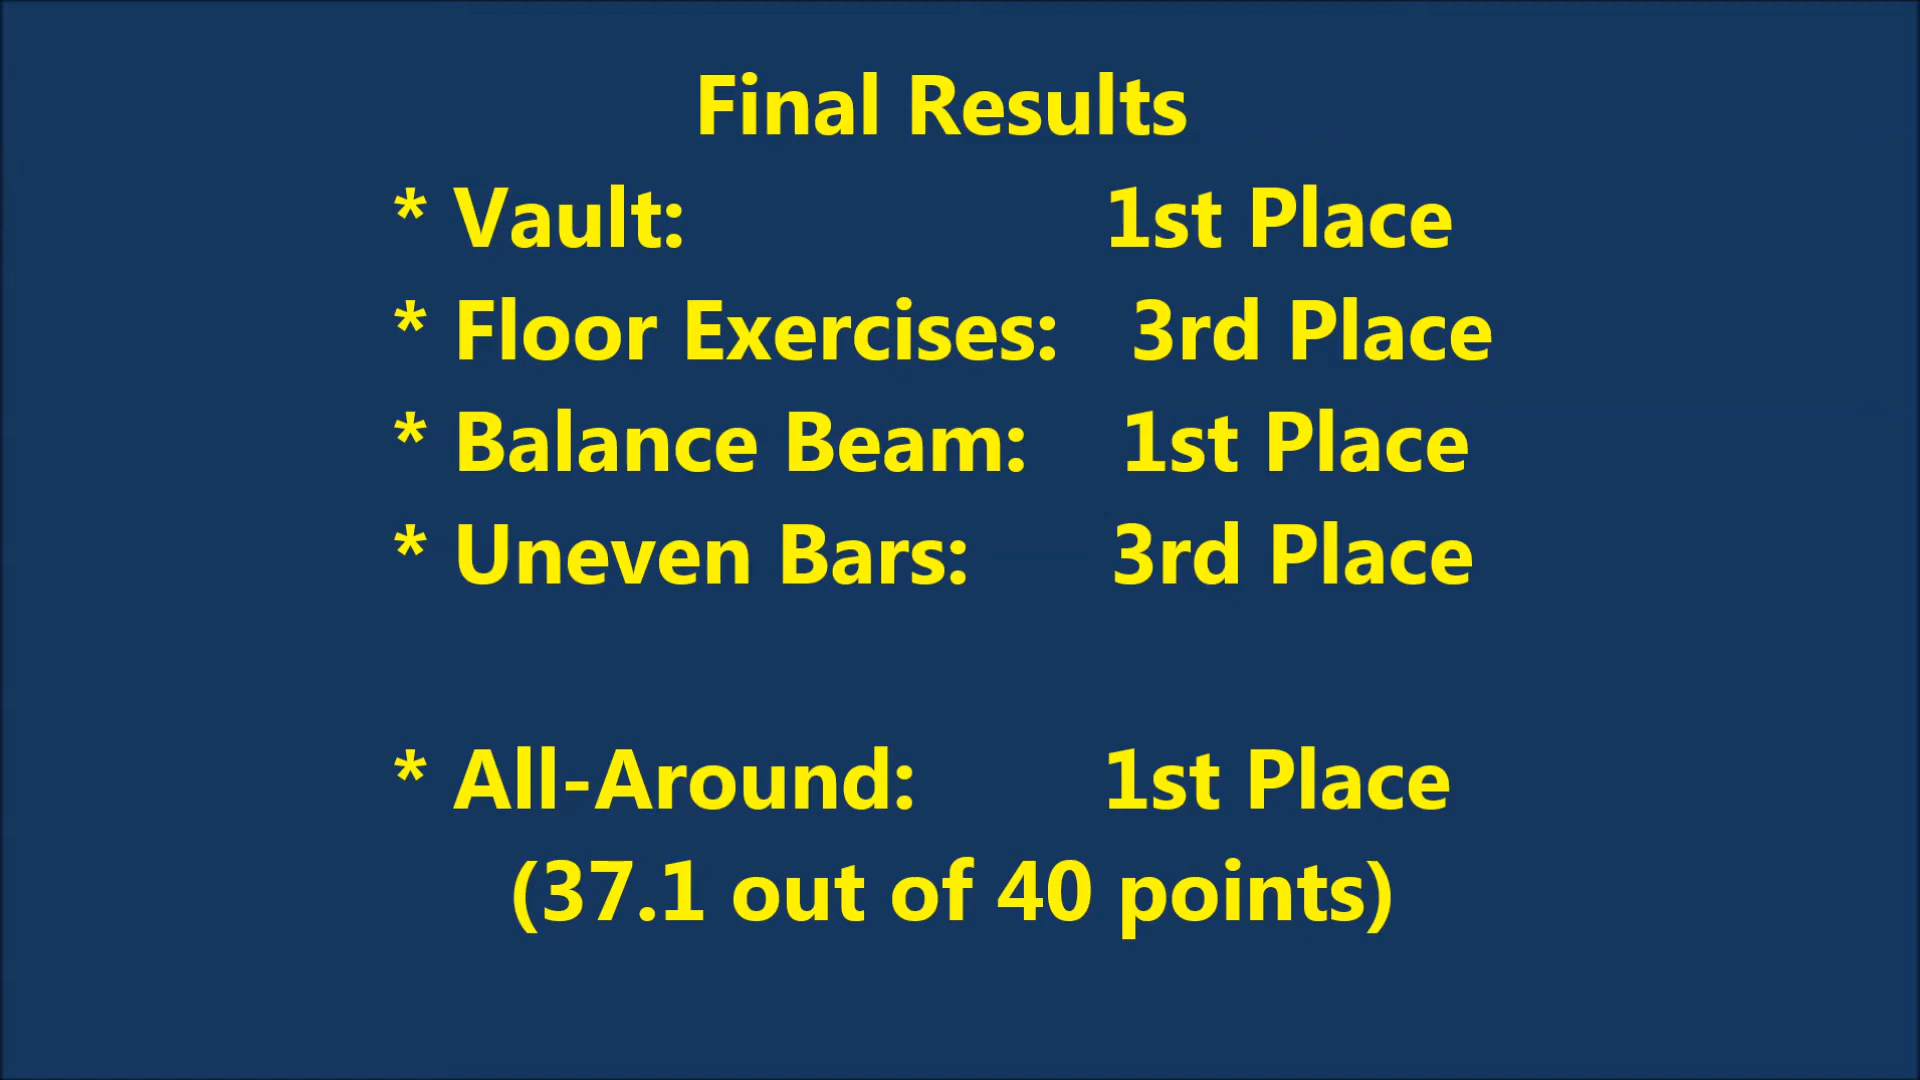 Final Results
* Vault: 1st Place
* Floor Exercises: 3rd Place
* Balance Beam: 1st Place
* Uneven Bars: 3rd Place
* All-Around: 1st Place
(37.1 out of 40 points)